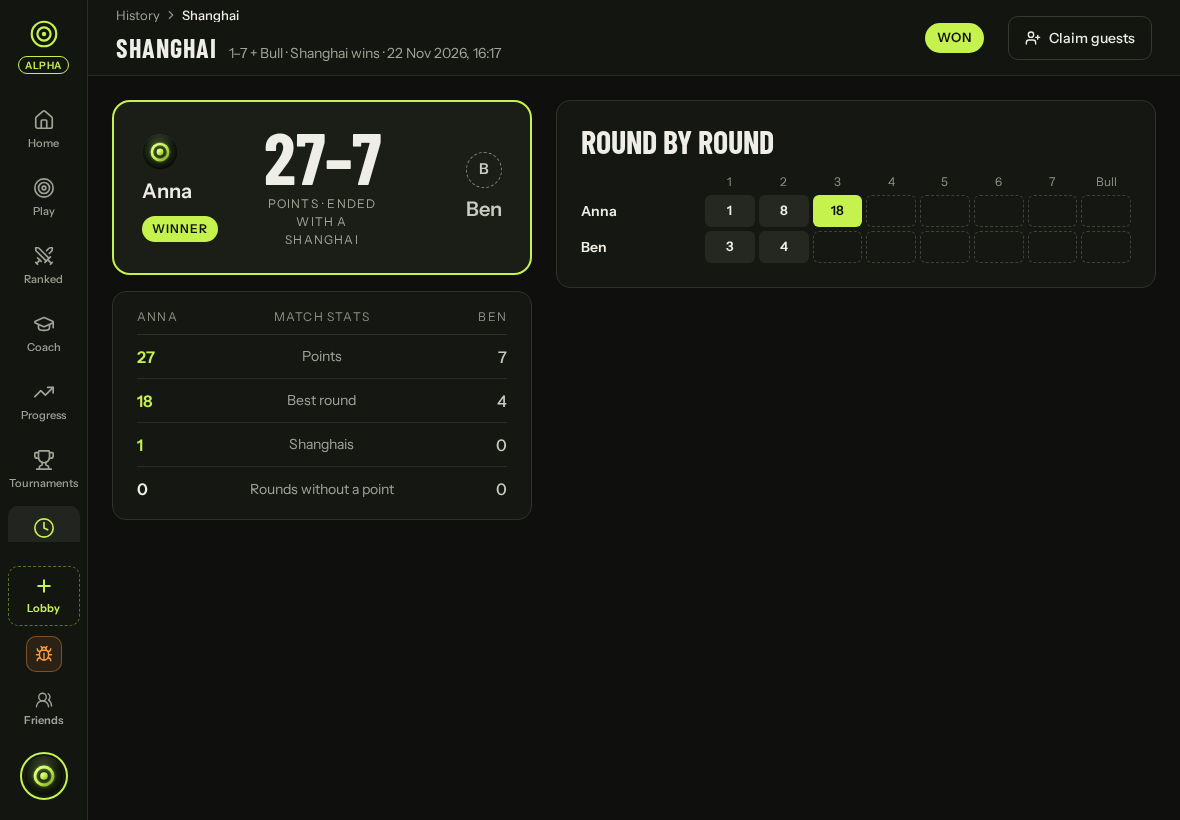 ALPHA
Home
Play
Ranked
Coach
Progress
Tournaments
Lobby
Friends
History > Shanghai
SHANGHAI
1–7 + Bull · Shanghai wins · 22 Nov 2026, 16:17
WON
Claim guests
Anna
WINNER
27–7
POINTS · ENDED
WITH A
SHANGHAI
B
Ben
ANNA MATCH STATS BEN
27 Points 7
18 Best round 4
1 Shanghais 0
0 Rounds without a point 0
ROUND BY ROUND
1 2 3 4 5 6 7 Bull
Anna 1 8 18
Ben 3 4